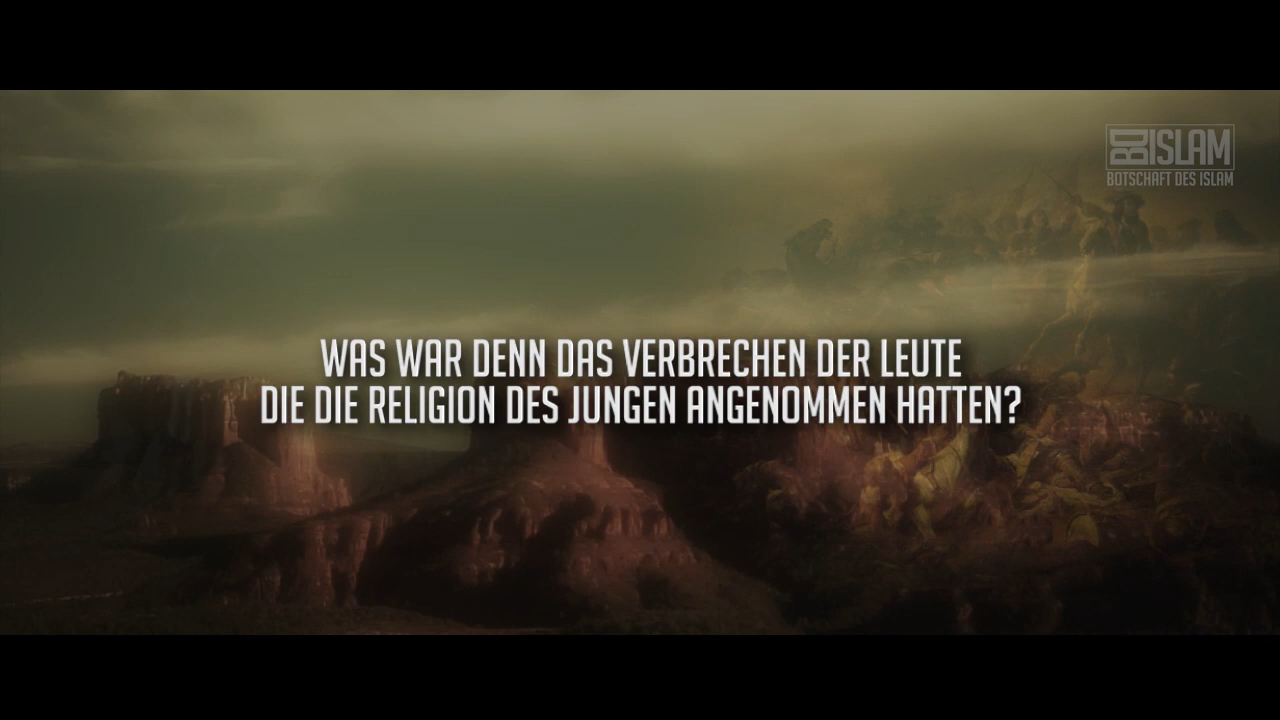 BDISLAM
BOTSCHAFT DES ISLAM
WAS WAR DENN DAS VERBRECHEN DER LEUTE
DIE DIE RELIGION DES JUNGEN ANGENOMMEN HATTEN?